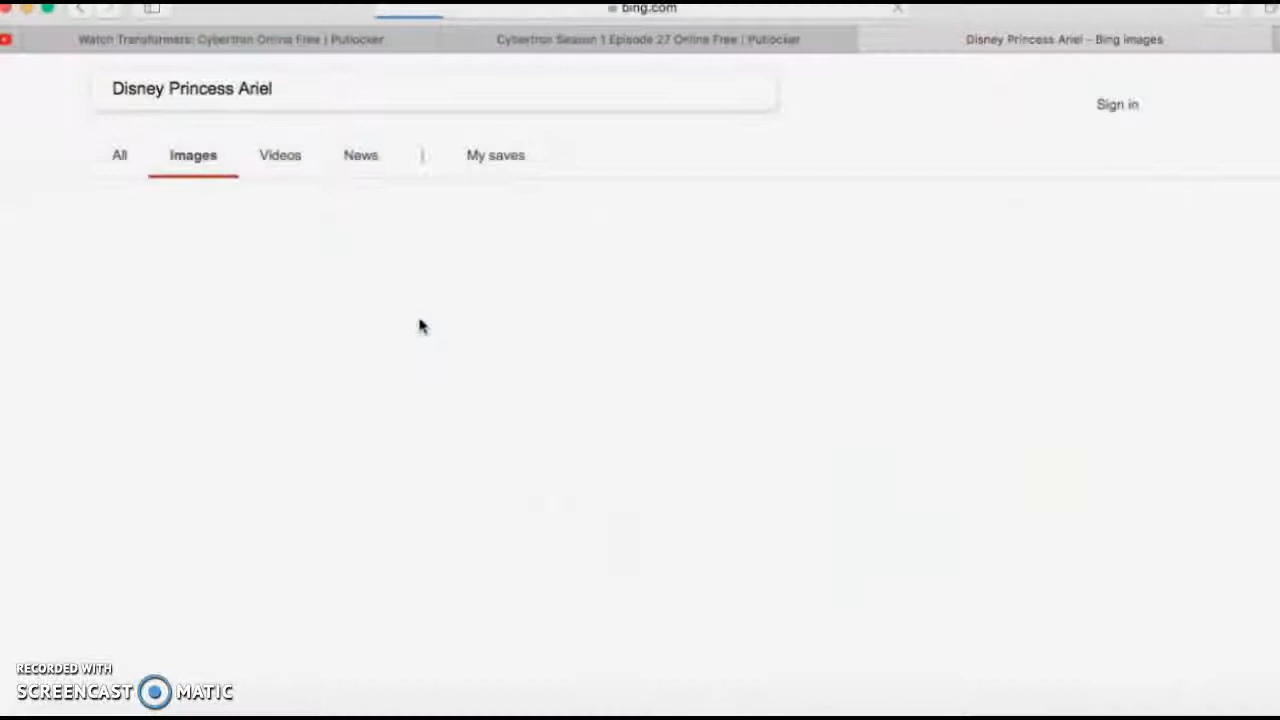 bing.com
Watch Transformers: Cybertron Online Free | Putlocker
Cybertron Season 1 Episode 27 Online Free | Putlocker
Disney Princess Ariel - Bing images
Disney Princess Ariel
Sign in
All Images Videos News | My saves
RECORDED WITH
SCREENCAST MATIC